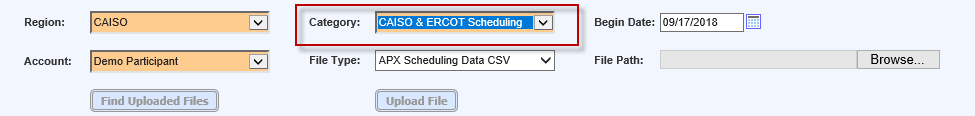 Region: CAISO Category: CAISO & ERCOT Scheduling Begin Date: 09/17/2018
Account: Demo Participant File Type: APX Scheduling Data CSV File Path: Browse...
Find Uploaded Files Upload File